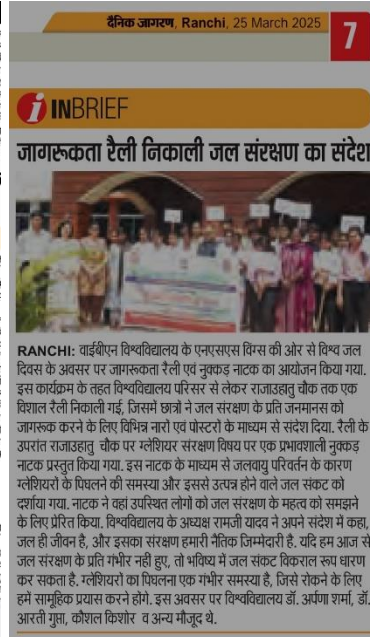 दैनिक जागरण, Ranchi, 25 March 2025
7
i INBRIEF
जागरूकता रैली निकाली जल संरक्षण का संदेश
RANCHI: वाईबीएन विश्वविद्यालय के एनएसएस विंग्स की ओर से विश्व जल
दिवस के अवसर पर जागरूकता रैली एवं नुक्कड़ नाटक का आयोजन किया गया.
इस कार्यक्रम के तहत विश्वविद्यालय परिसर से लेकर राजाउहातु चौक तक एक
विशाल रैली निकाली गई, जिसमें छात्रों ने जल संरक्षण के प्रति जनमानस को
जागरूक करने के लिए विभिन्न नारों एवं पोस्टरों के माध्यम से संदेश दिया. रैली के
उपरांत राजाउहातु चौक पर ग्लेशियर संरक्षण विषय पर एक प्रभावशाली नुक्कड़
नाटक प्रस्तुत किया गया. इस नाटक के माध्यम से जलवायु परिवर्तन के कारण
ग्लेशियरों के पिघलने की समस्या और इससे उत्पन्न होने वाले जल संकट को
दर्शाया गया. नाटक ने वहां उपस्थित लोगों को जल संरक्षण के महत्व को समझने
के लिए प्रेरित किया. विश्वविद्यालय के अध्यक्ष रामजी यादव ने अपने संदेश में कहा,
जल ही जीवन है, और इसका संरक्षण हमारी नैतिक जिम्मेदारी है. यदि हम आज से
जल संरक्षण के प्रति गंभीर नहीं हुए, तो भविष्य में जल संकट विकराल रूप धारण
कर सकता है. ग्लेशियरों का पिघलना एक गंभीर समस्या है, जिसे रोकने के लिए
हमें सामूहिक प्रयास करने होंगे. इस अवसर पर विश्वविद्यालय डॉ. अर्पणा शर्मा, डॉ.
आरती गुप्ता, कौशल किशोर व अन्य मौजूद थे.